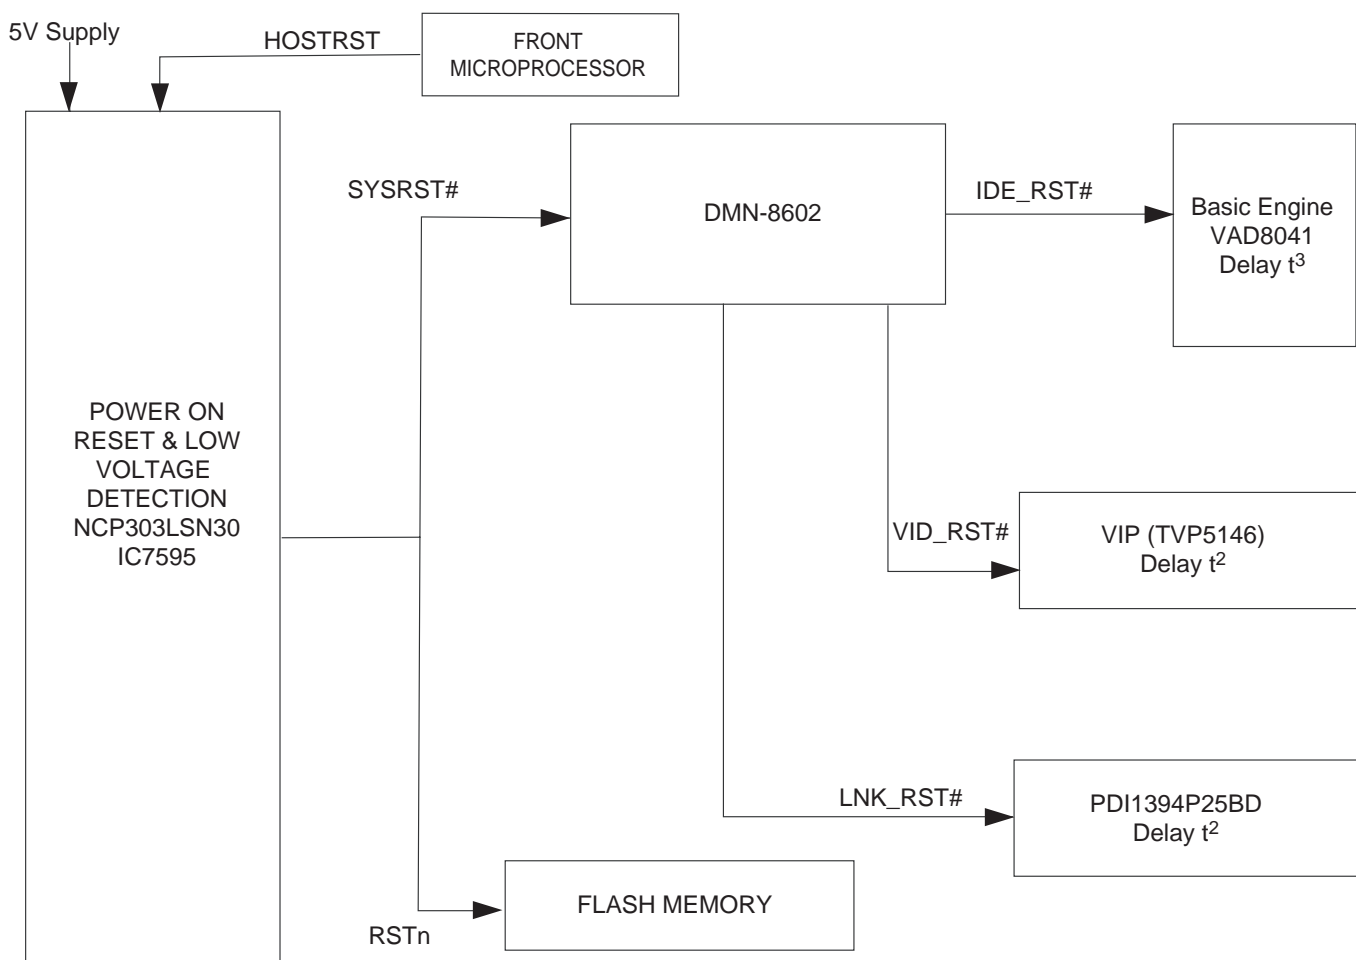 5V Supply
HOSTRST
FRONT
MICROPROCESSOR
SYSRST#
DMN-8602
IDE_RST#
Basic Engine
VAD8041
Delay t³
POWER ON
RESET & LOW
VOLTAGE
DETECTION
NCP303LSN30
IC7595
VID_RST#
VIP (TVP5146)
Delay t²
LNK_RST#
PDI1394P25BD
Delay t²
FLASH MEMORY
RSTn